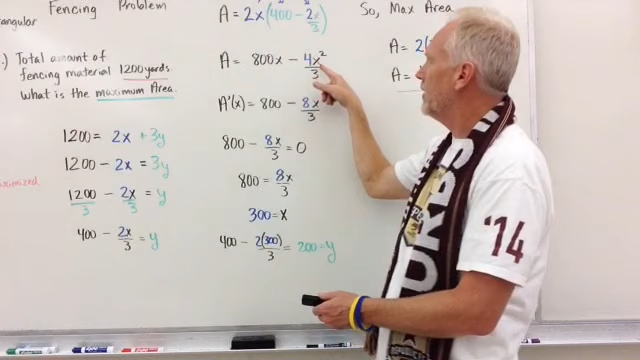 Fencing Problem
angular
.) Total amount of
fencing material 1200 yards
what is the maximum Area.
1200 = 2x + 3y
1200 - 2x = 3y
1200/3 - 2x/3 = y
400 - 2x/3 = y
aximized
A = 2x(400 - 2x/3)
A = 800x - 4x²/3
A'(x) = 800 - 8x/3
800 - 8x/3 = 0
800 = 8x/3
300 = x
400 - 2(300)/3 = 200 = y
So, Max Area
A = 2(
A =
'14
EXPO